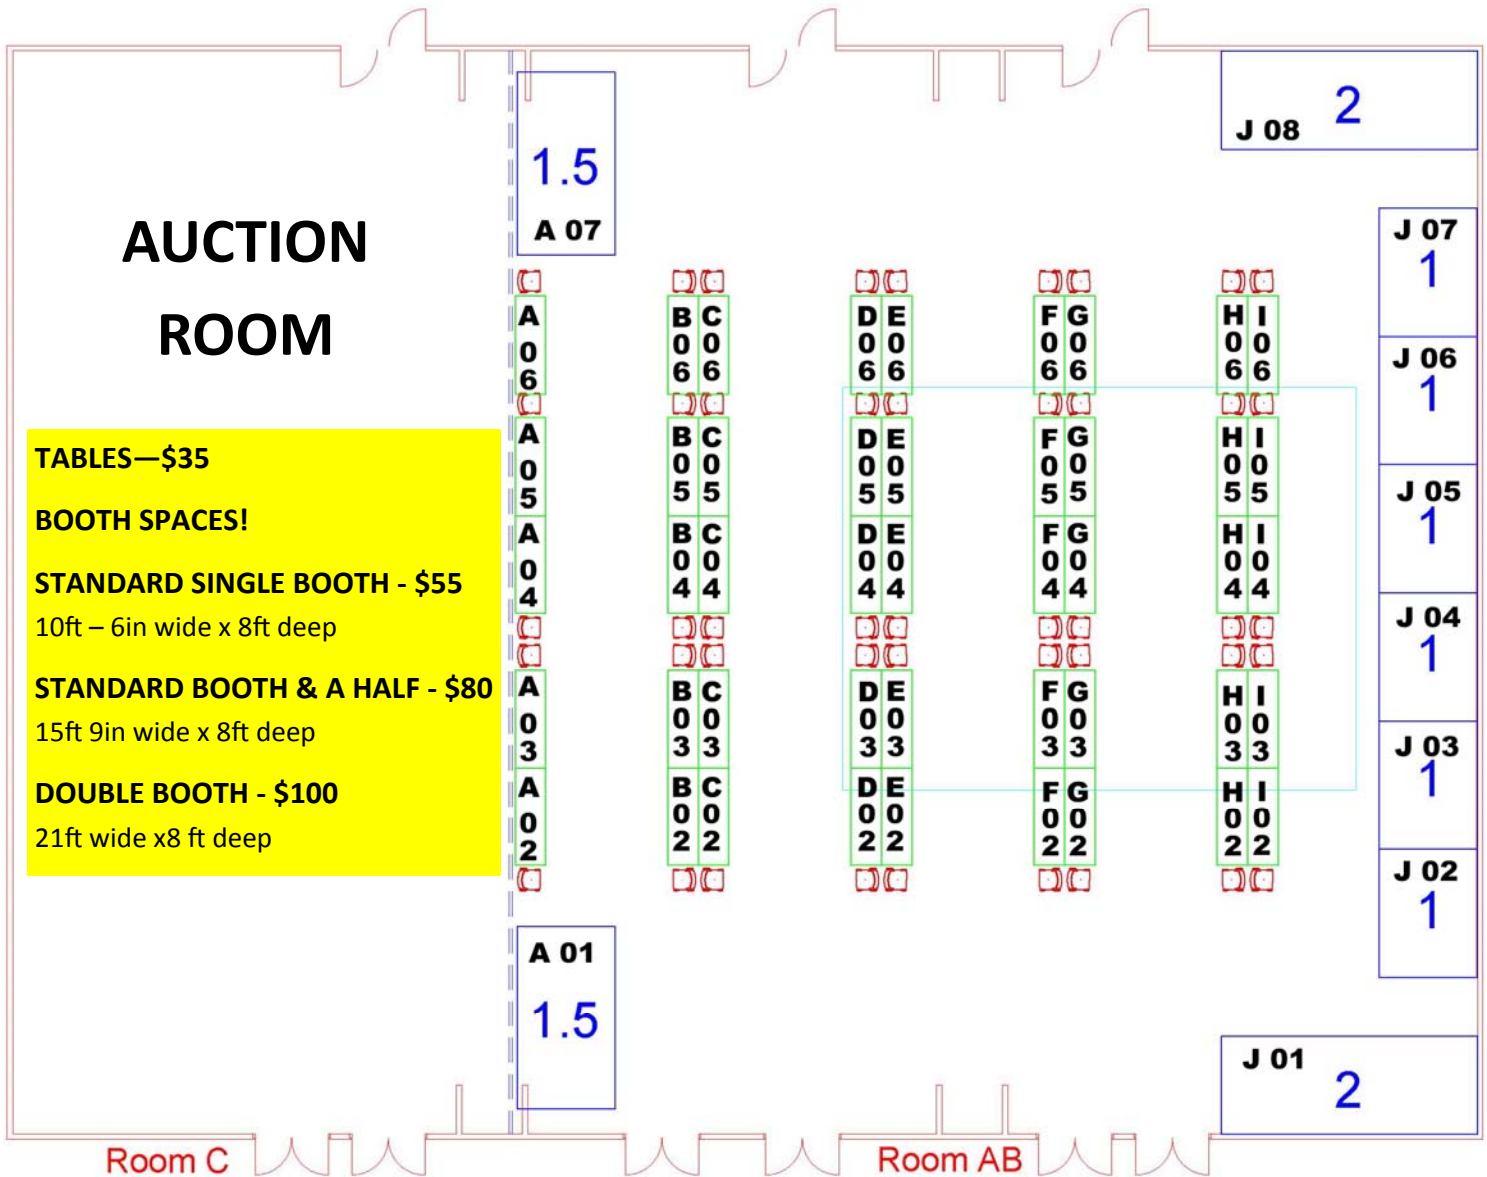 AUCTION
ROOM
TABLES—$35
BOOTH SPACES!
STANDARD SINGLE BOOTH - $55
10ft – 6in wide x 8ft deep
STANDARD BOOTH & A HALF - $80
15ft 9in wide x 8ft deep
DOUBLE BOOTH - $100
21ft wide x8 ft deep
1.5
A 07
J 08 2
A06 B06 C06 D06 E06 F06 G06 H06 I06
A05 B05 C05 D05 E05 F05 G05 H05 I05
A04 B04 C04 D04 E04 F04 G04 H04 I04
A03 B03 C03 D03 E03 F03 G03 H03 I03
A02 B02 C02 D02 E02 F02 G02 H02 I02
J 07
1
J 06
1
J 05
1
J 04
1
J 03
1
J 02
1
A 01
1.5
J 01 2
Room C
Room AB